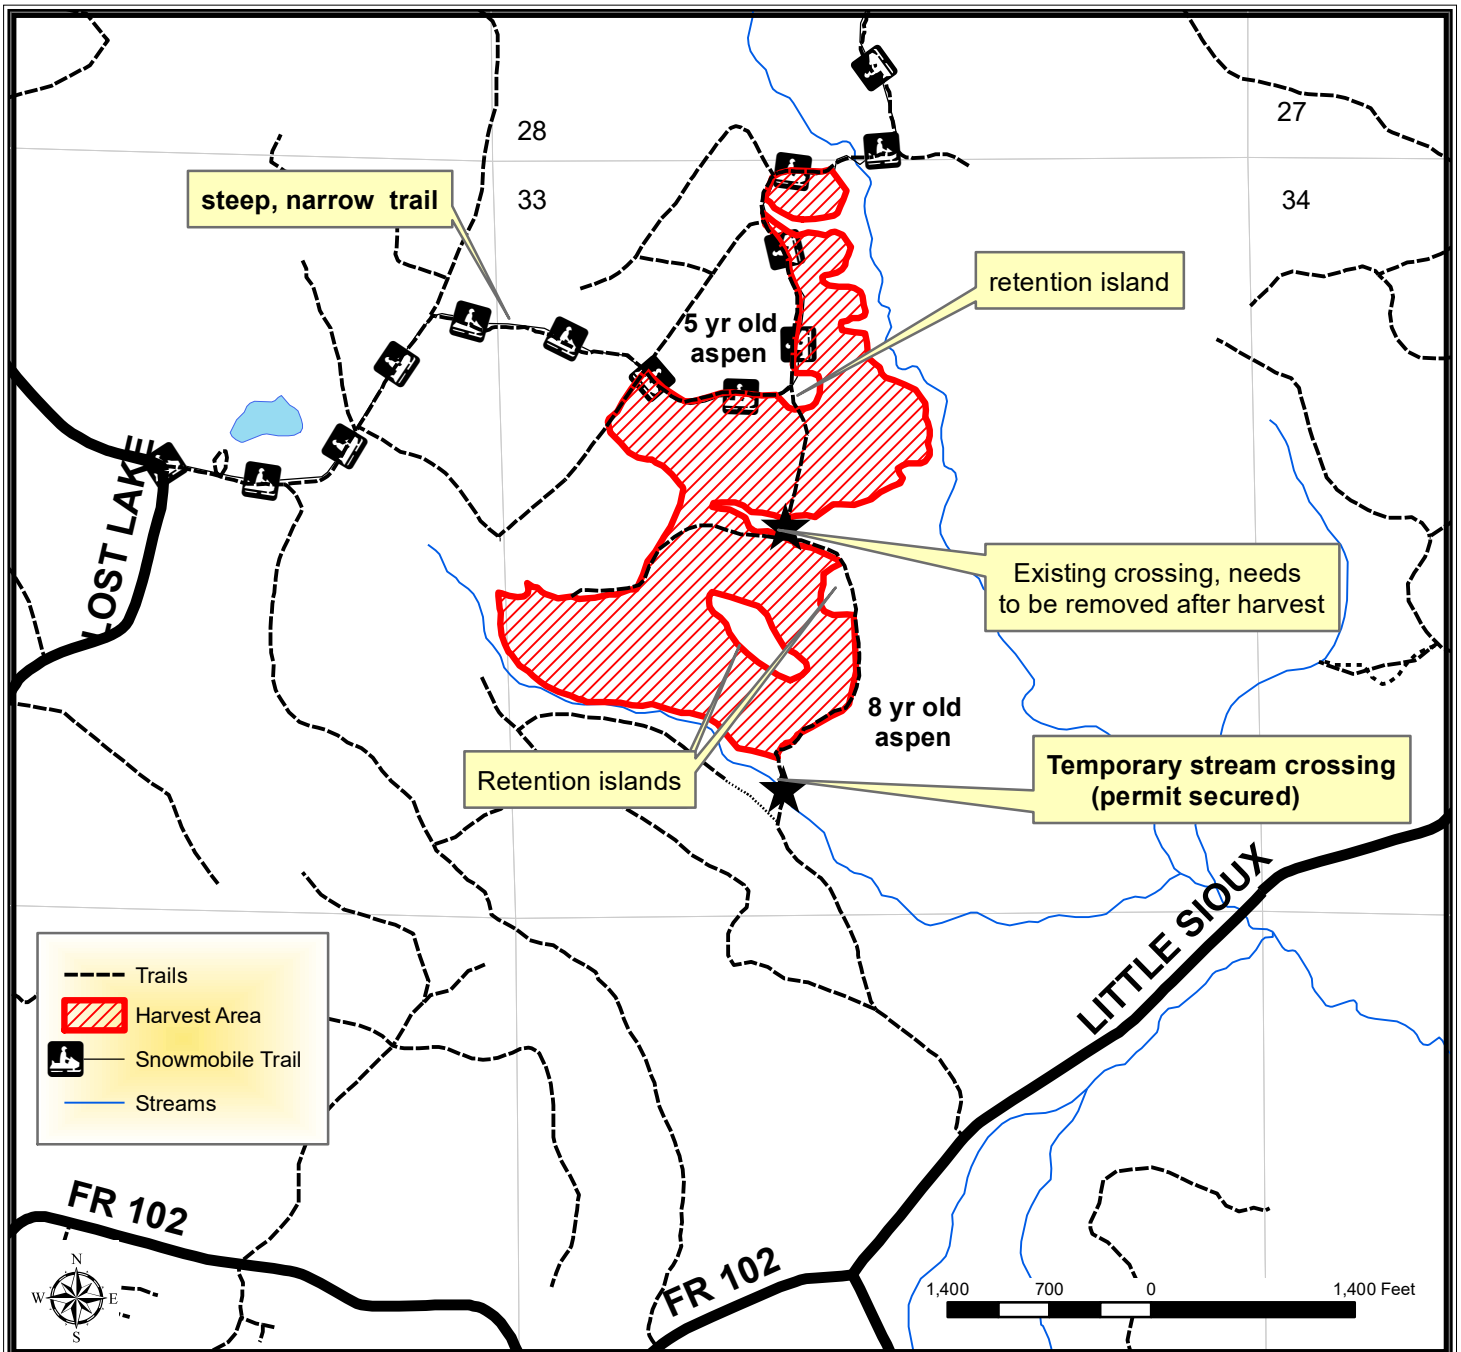 28
27
33
34
steep, narrow trail
retention island
5 yr old
aspen
LOST LAKE
Existing crossing, needs
to be removed after harvest
8 yr old
aspen
Retention islands
Temporary stream crossing
(permit secured)
LITTLE SIOUX
Trails
Harvest Area
Snowmobile Trail
Streams
FR 102
FR 102
N
W E
S
1,400 700 0 1,400 Feet